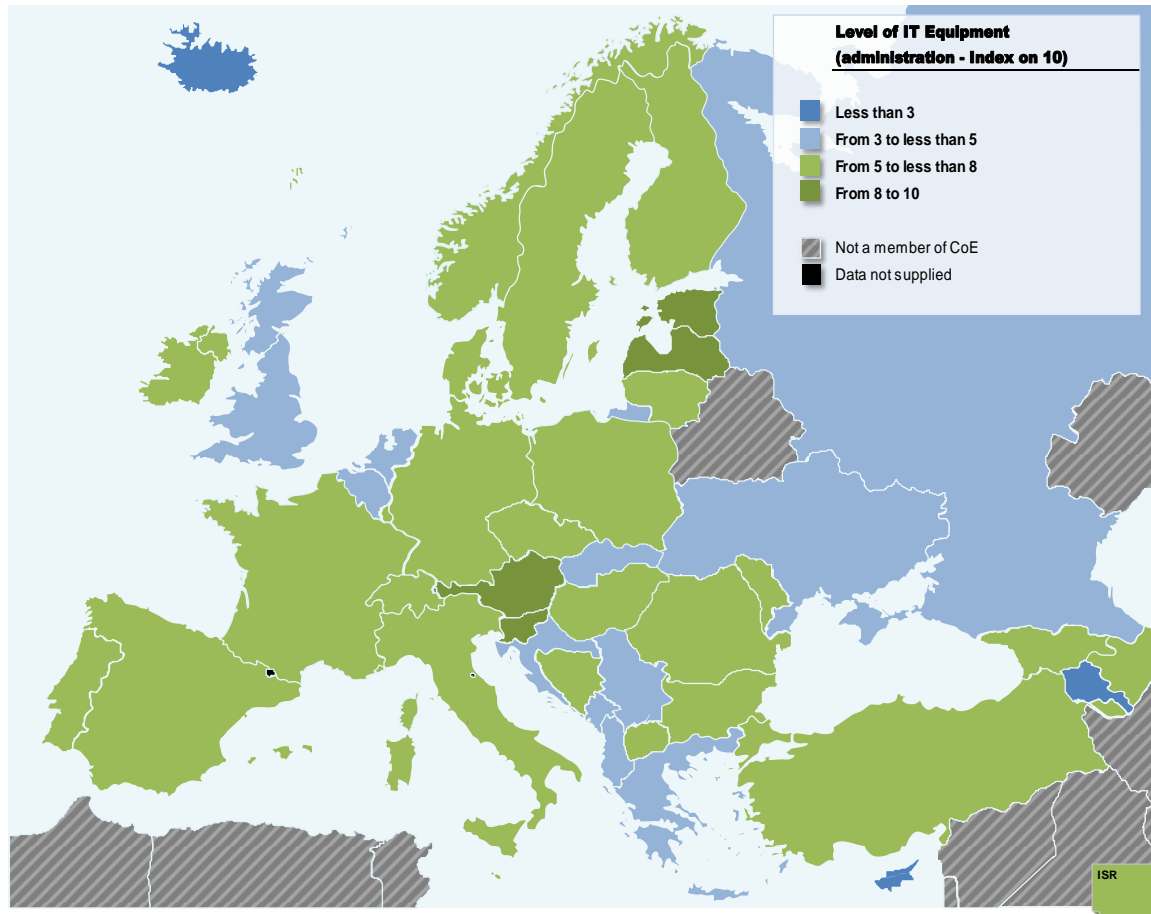 Level of IT Equipment
(administration - Index on 10)
Less than 3
From 3 to less than 5
From 5 to less than 8
From 8 to 10
Not a member of CoE
Data not supplied
ISR